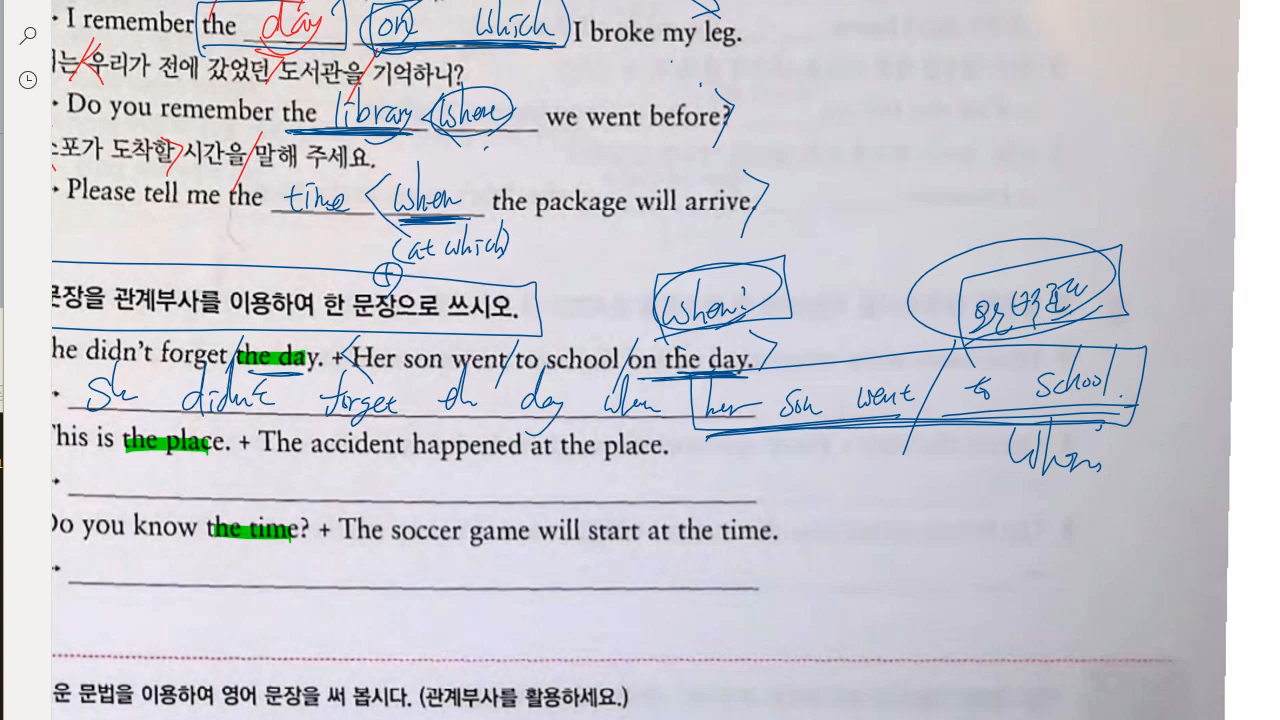 I remember the day on which I broke my leg.
는 우리가 전에 갔었던 도서관을 기억하니?
Do you remember the library where we went before?
포가 도착할 시간을 말해 주세요.
Please tell me the time when the package will arrive.
(at which)
문장을 관계부사를 이용하여 한 문장으로 쓰시오.
when
he didn't forget the day. + Her son went to school on the day.
She didn't forget the day when her son went to school.
This is the place. + The accident happened at the place.
Do you know the time? + The soccer game will start at the time.
운 문법을 이용하여 영어 문장을 써 봅시다. (관계부사를 활용하세요.)